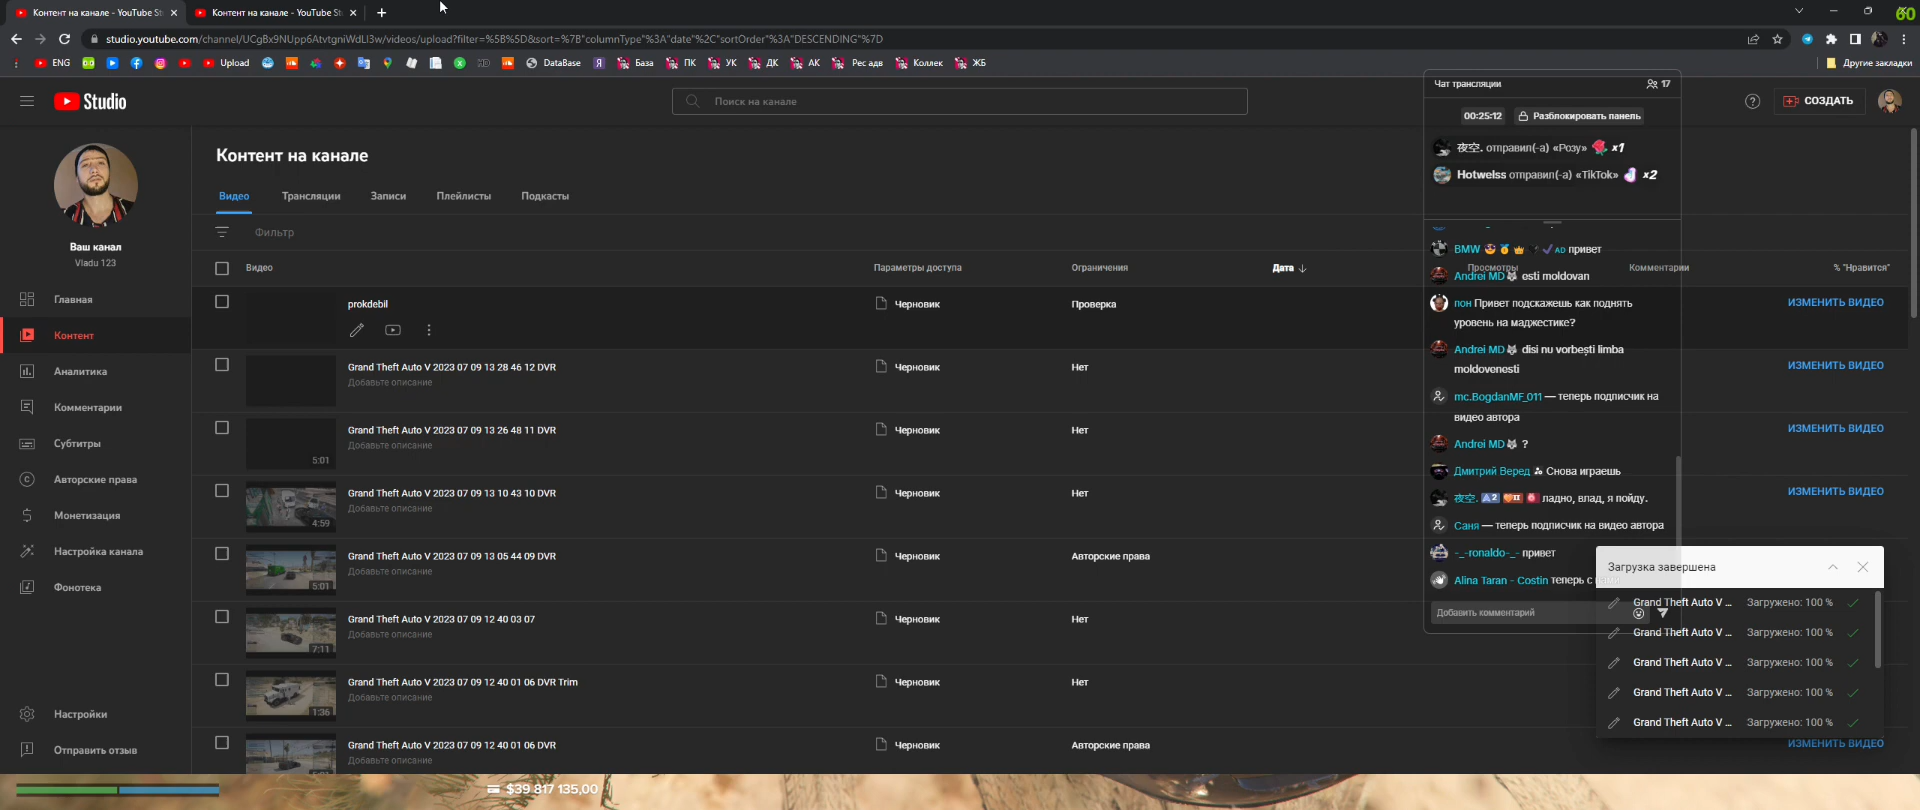 Контент на канале - YouTube St
Контент на канале - YouTube St
60
studio.youtube.com/channel/UCgBx9NUpp6AtvtgniWdLl3w/videos/upload?filter=%5B%5D&sort=%7B"columnType"%3A"date"%2C"sortOrder"%3A"DESCENDING"%7D
ENG
Upload
DataBase
База
ПК
УК
ДК
АК
Рес адв
Коллек
ЖБ
Другие закладки
Studio
Поиск на канале
СОЗДАТЬ
Ваш канал
Vladu 123
Главная
Контент
Аналитика
Комментарии
Субтитры
Авторские права
Монетизация
Настройка канала
Фонотека
Настройки
Отправить отзыв
Контент на канале
Видео
Трансляции
Записи
Плейлисты
Подкасты
Фильтр
Видео
Параметры доступа
Ограничения
Дата
Просмотры
Комментарии
% "Нравится"
prokdebil
Черновик
Проверка
ИЗМЕНИТЬ ВИДЕО
Grand Theft Auto V 2023 07 09 13 28 46 12 DVR
Добавьте описание
Черновик
Нет
ИЗМЕНИТЬ ВИДЕО
5:01
Grand Theft Auto V 2023 07 09 13 26 48 11 DVR
Добавьте описание
Черновик
Нет
ИЗМЕНИТЬ ВИДЕО
4:59
Grand Theft Auto V 2023 07 09 13 10 43 10 DVR
Добавьте описание
Черновик
Нет
ИЗМЕНИТЬ ВИДЕО
5:01
Grand Theft Auto V 2023 07 09 13 05 44 09 DVR
Добавьте описание
Черновик
Авторские права
7:11
Grand Theft Auto V 2023 07 09 12 40 03 07
Добавьте описание
Черновик
Нет
1:36
Grand Theft Auto V 2023 07 09 12 40 01 06 DVR Trim
Добавьте описание
Черновик
Нет
Grand Theft Auto V 2023 07 09 12 40 01 06 DVR
Добавьте описание
Черновик
Авторские права
ИЗМЕНИТЬ ВИДЕО
Чат трансляции
17
00:25:12
Разблокировать панель
夜空. отправил(-а) «Розу» x1
Hotwelss отправил(-а) «TikTok» x2
BMW AD привет
Andrei MD esti moldovan
пон Привет подскажешь как поднять
уровень на маджестике?
Andrei MD disi nu vorbești limba
moldovenesti
mc.BogdanMF_011 — теперь подписчик на
видео автора
Andrei MD ?
Дмитрий Веред Снова играешь
夜空. A2 II ладно, влад, я пойду.
Саня — теперь подписчик на видео автора
-_-ronaldo-_- привет
Alina Taran - Costin теперь с нами
Добавить комментарий
Загрузка завершена
Grand Theft Auto V ... Загружено: 100 %
Grand Theft Auto V ... Загружено: 100 %
Grand Theft Auto V ... Загружено: 100 %
Grand Theft Auto V ... Загружено: 100 %
Grand Theft Auto V ... Загружено: 100 %
$39 817 135,00